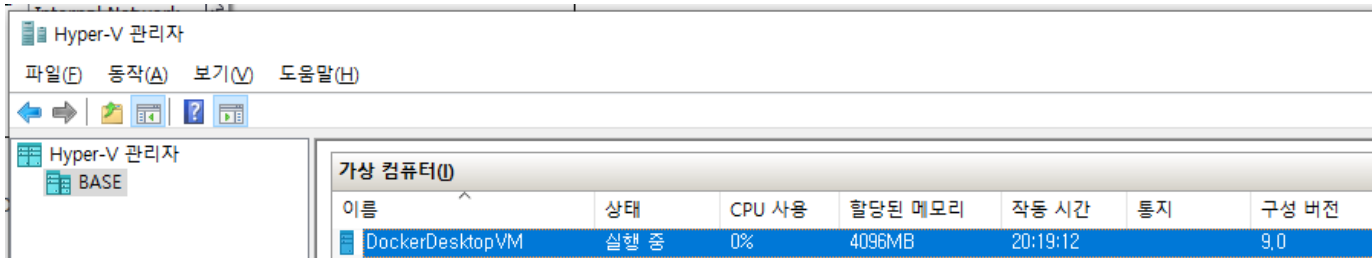 Internal Network
Hyper-V 관리자
파일(F) 동작(A) 보기(V) 도움말(H)
Hyper-V 관리자
BASE
가상 컴퓨터(I)
이름 상태 CPU 사용 할당된 메모리 작동 시간 통지 구성 버전
DockerDesktopVM 실행 중 0% 4096MB 20:19:12 9,0